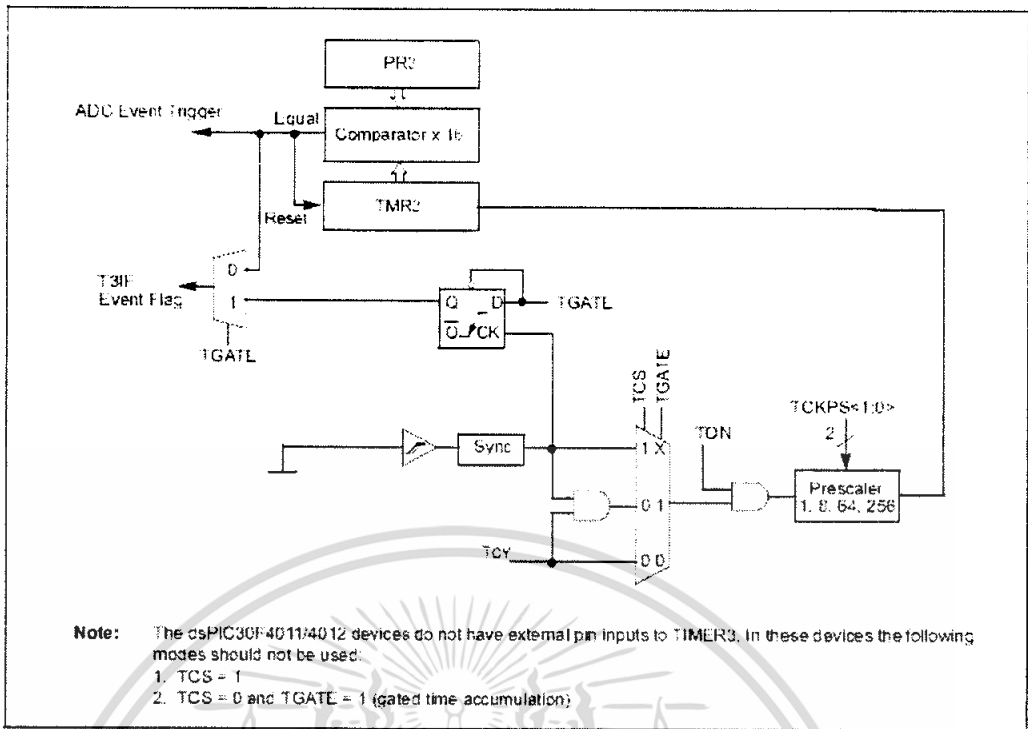 PR3
ADC Event Trigger
Equal
Comparator x 16
Reset
TMR3
T3IF
Event Flag
0
1
TGATE
Q
D
TGATE
Q
CK
TCS
TGATE
TCKPS<1:0>
2
TON
Sync
1 X
Prescaler
1, 8, 64, 256
0 1
TCY
0 0
Note: The dsPIC30F4011/4012 devices do not have external pin inputs to TIMER3. In these devices the following
modes should not be used:
1. TCS = 1
2. TCS = 0 and TGATE = 1 (gated time accumulation)